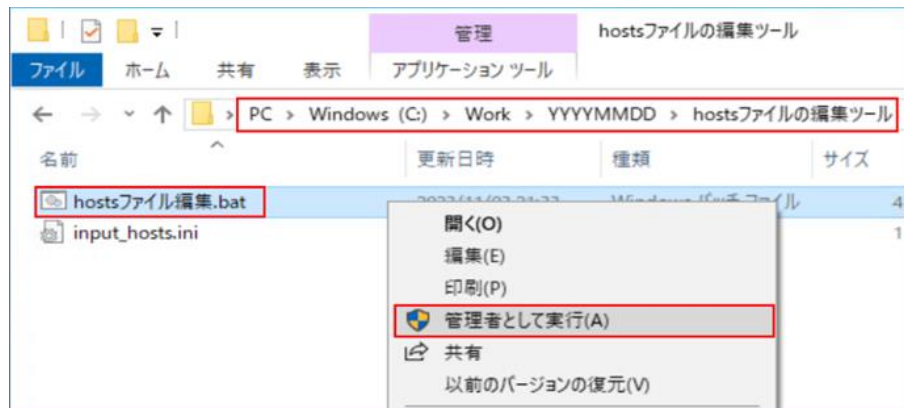 管理
hostsファイルの編集ツール
ファイル ホーム 共有 表示 アプリケーション ツール
PC > Windows (C:) > Work > YYYYMMDD > hostsファイルの編集ツール
名前 更新日時 種類 サイズ
hostsファイル編集.bat 4
input_hosts.ini 1
開く(O)
編集(E)
印刷(P)
管理者として実行(A)
共有
以前のバージョンの復元(V)